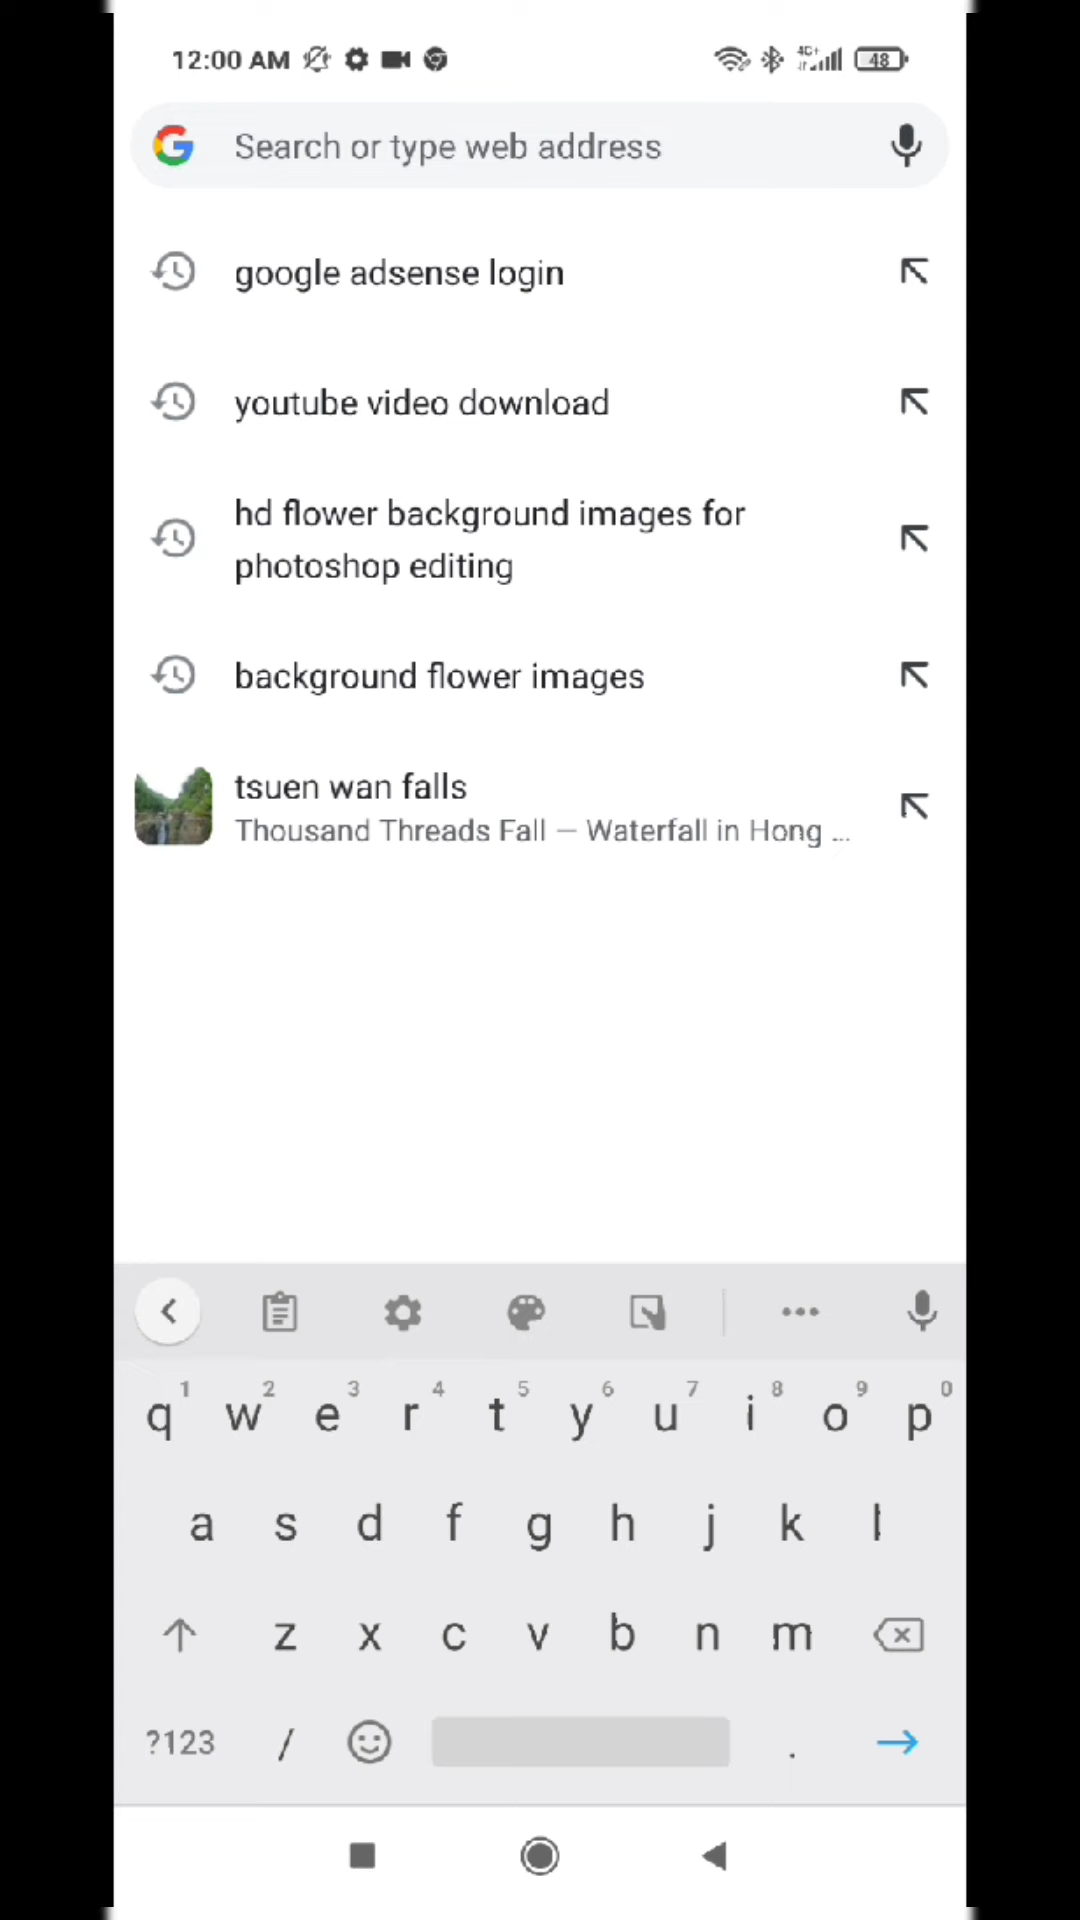 12:00 AM 4G+ 48
Search or type web address
google adsense login
youtube video download
hd flower background images for
photoshop editing
background flower images
tsuen wan falls
Thousand Threads Fall — Waterfall in Hong ...
1 2 3 4 5 6 7 8 9 0
q w e r t y u i o p
a s d f g h j k l
z x c v b n m
?123 / .